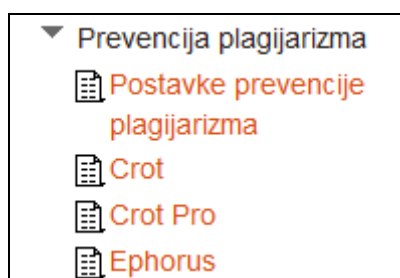 Prevencija plagijarizma
Postavke prevencije
plagijarizma
Crot
Crot Pro
Ephorus